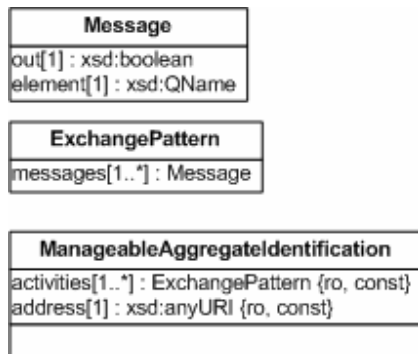 Message
out[1] : xsd:boolean
element[1] : xsd:QName
ExchangePattern
messages[1..*] : Message
ManageableAggregateIdentification
activities[1..*] : ExchangePattern {ro, const}
address[1] : xsd:anyURI {ro, const}